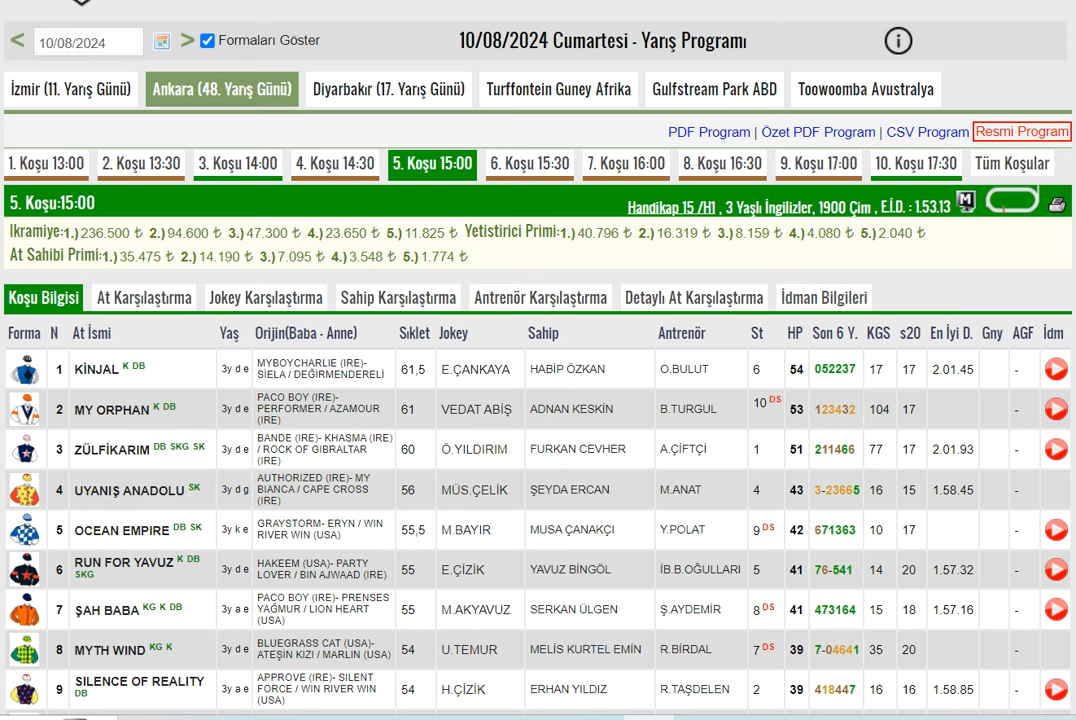 < 10/08/2024 > Formaları Göster 10/08/2024 Cumartesi - Yarış Programı
İzmir (11. Yarış Günü) Ankara (48. Yarış Günü) Diyarbakır (17. Yarış Günü) Turffontein Guney Afrika Gulfstream Park ABD Toowoomba Avustralya
PDF Program | Özet PDF Program | CSV Program Resmi Program
1. Koşu 13:00 2. Koşu 13:30 3. Koşu 14:00 4. Koşu 14:30 5. Koşu 15:00 6. Koşu 15:30 7. Koşu 16:00 8. Koşu 16:30 9. Koşu 17:00 10. Koşu 17:30 Tüm Koşular
5. Koşu:15:00 Handikap 15 /H1 , 3 Yaşlı İngilizler, 1900 Çim , E.İ.D. : 1.53.13 M
Ikramiye:1.) 236.500 ₺ 2.) 94.600 ₺ 3.) 47.300 ₺ 4.) 23.650 ₺ 5.) 11.825 ₺ Yetistirici Primi:1.) 40.796 ₺ 2.) 16.319 ₺ 3.) 8.159 ₺ 4.) 4.080 ₺ 5.) 2.040 ₺
At Sahibi Primi:1.) 35.475 ₺ 2.) 14.190 ₺ 3.) 7.095 ₺ 4.) 3.548 ₺ 5.) 1.774 ₺
Koşu Bilgisi At Karşılaştırma Jokey Karşılaştırma Sahip Karşılaştırma Antrenör Karşılaştırma Detaylı At Karşılaştırma İdman Bilgileri
Forma N At İsmi Yaş Orijin(Baba - Anne) Sıklet Jokey Sahip Antrenör St HP Son 6 Y. KGS s20 En İyi D. Gny AGF İdm
1 KİNJAL K DB 3y d e MYBOYCHARLIE (IRE)- SİELA / DEĞİRMENDERELİ 61,5 E.ÇANKAYA HABİP ÖZKAN O.BULUT 6 54 052237 17 17 2.01.45 -
2 MY ORPHAN K DB 3y d e PACO BOY (IRE)- PERFORMER / AZAMOUR (IRE) 61 VEDAT ABİŞ ADNAN KESKİN B.TURGUL 10 DS 53 123432 104 17 -
3 ZÜLFİKARIM DB SKG SK 3y d e BANDE (IRE)- KHASMA (IRE) / ROCK OF GIBRALTAR (IRE) 60 Ö.YILDIRIM FURKAN CEVHER A.ÇİFTÇİ 1 51 211466 77 17 2.01.93 -
4 UYANIŞ ANADOLU SK 3y d g AUTHORIZED (IRE)- MY BIANCA / CAPE CROSS (IRE) 56 MÜS.ÇELİK ŞEYDA ERCAN M.ANAT 4 43 3-23665 16 15 1.58.45 -
5 OCEAN EMPIRE DB SK 3y k e GRAYSTORM- ERYN / WIN RIVER WIN (USA) 55,5 M.BAYIR MUSA ÇANAKÇI Y.POLAT 9 DS 42 671363 10 17 -
6 RUN FOR YAVUZ K DB SKG 3y d e HAKEEM (USA)- PARTY LOVER / BIN AJWAAD (IRE) 55 E.ÇİZİK YAVUZ BİNGÖL İB.B.OĞULLARI 5 41 76-541 14 20 1.57.32 -
7 ŞAH BABA KG K DB 3y a e PACO BOY (IRE)- PRENSES YAĞMUR / LION HEART (USA) 55 M.AKYAVUZ SERKAN ÜLGEN Ş.AYDEMİR 8 DS 41 473164 15 18 1.57.16 -
8 MYTH WIND KG K 3y d e BLUEGRASS CAT (USA)- ATEŞİN KIZI / MARLIN (USA) 54 U.TEMUR MELİS KURTEL EMİN R.BİRDAL 7 DS 39 7-04641 35 20 -
9 SILENCE OF REALITY DB 3y a e APPROVE (IRE)- SILENT FORCE / WIN RIVER WIN (USA) 54 H.ÇİZİK ERHAN YILDIZ R.TAŞDELEN 2 39 418447 16 16 1.58.85 -